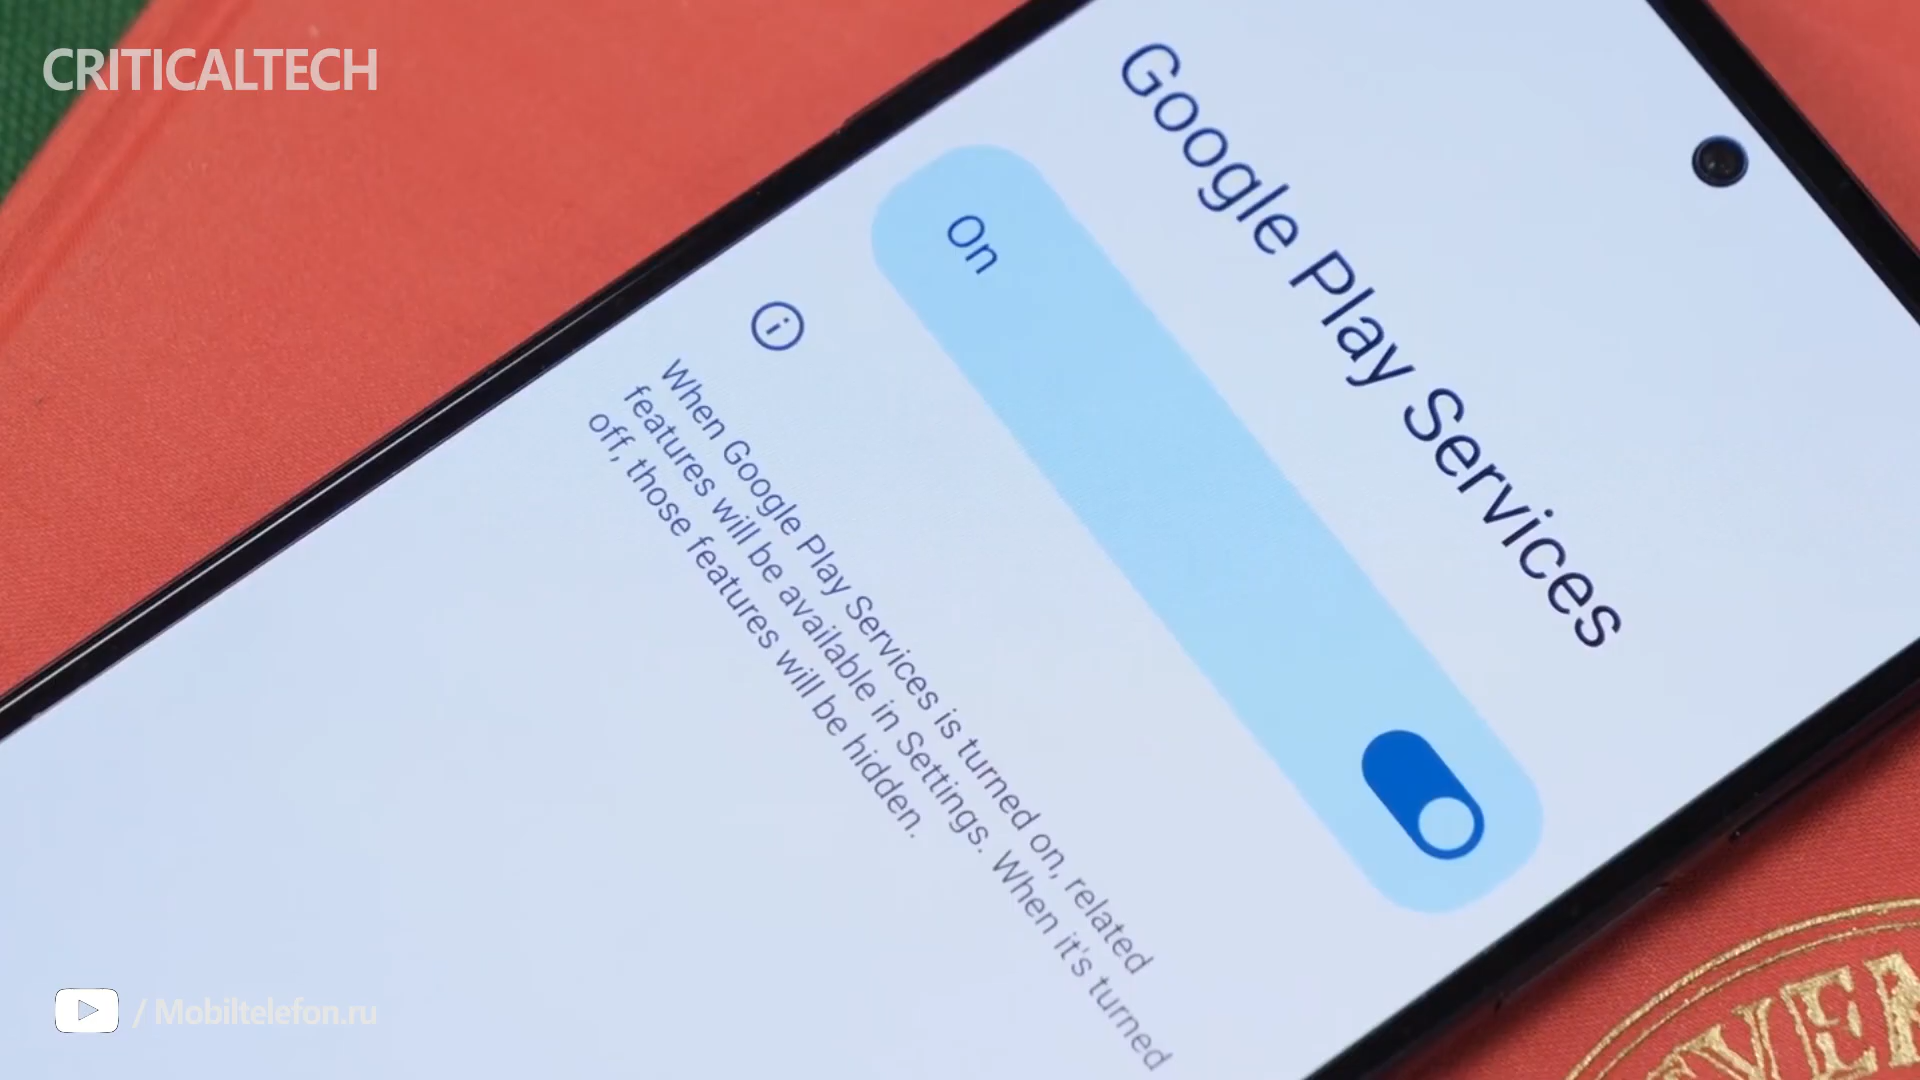 CRITICALTECH
Google Play Services
On
When Google Play Services is turned on, related
features will be available in Settings. When it's turned
off, those features will be hidden.
/ Mobiltelefon.ru